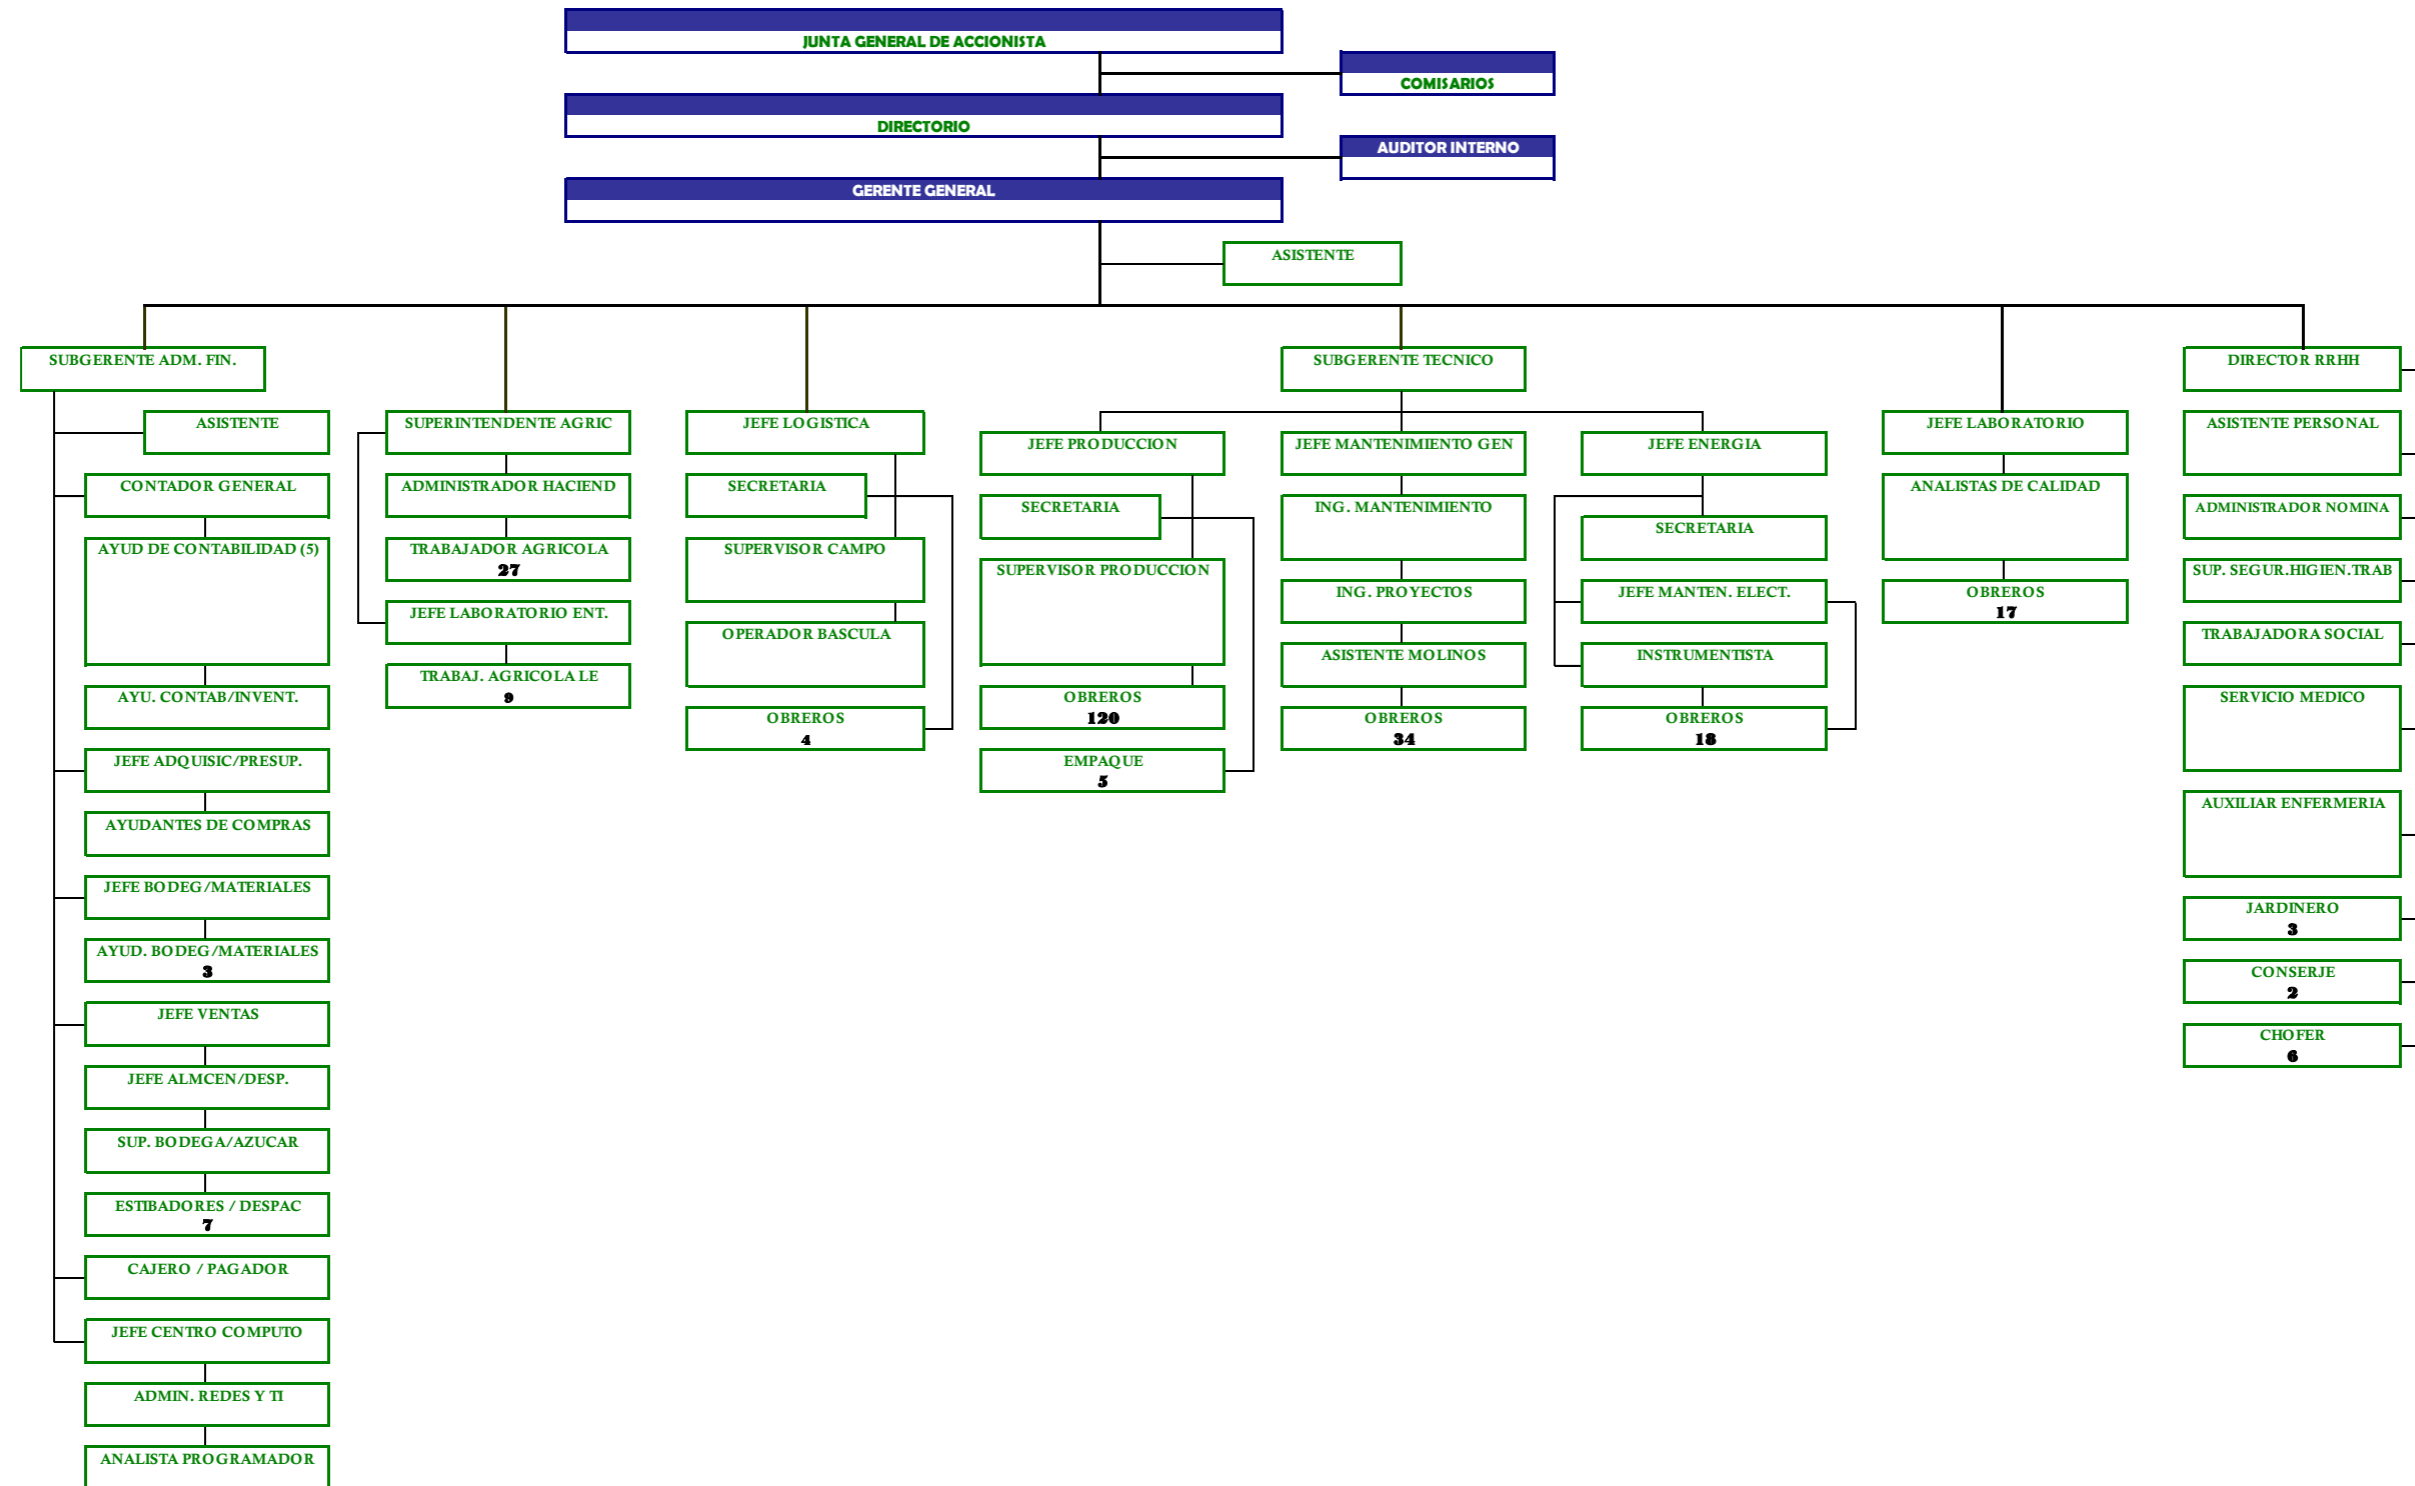 JUNTA GENERAL DE ACCIONISTA
COMISARIOS
DIRECTORIO
AUDITOR INTERNO
GERENTE GENERAL
ASISTENTE
SUBGERENTE ADM. FIN.
ASISTENTE
CONTADOR GENERAL
AYUD DE CONTABILIDAD (5)
AYU. CONTAB/INVENT.
JEFE ADQUISIC/PRESUP.
AYUDANTES DE COMPRAS
JEFE BODEG/MATERIALES
AYUD. BODEG/MATERIALES
3
JEFE VENTAS
JEFE ALMCEN/DESP.
SUP. BODEGA/AZUCAR
ESTIBADORES / DESPAC
7
CAJERO / PAGADOR
JEFE CENTRO COMPUTO
ADMIN. REDES Y TI
ANALISTA PROGRAMADOR
SUPERINTENDENTE AGRIC
ADMINISTRADOR HACIEND
TRABAJADOR AGRICOLA
27
JEFE LABORATORIO ENT.
TRABAJ. AGRICOLA LE
9
JEFE LOGISTICA
SECRETARIA
SUPERVISOR CAMPO
OPERADOR BASCULA
OBREROS
4
SUBGERENTE TECNICO
JEFE PRODUCCION
SECRETARIA
SUPERVISOR PRODUCCION
OBREROS
120
EMPAQUE
5
JEFE MANTENIMIENTO GEN
ING. MANTENIMIENTO
ING. PROYECTOS
ASISTENTE MOLINOS
OBREROS
34
JEFE ENERGIA
SECRETARIA
JEFE MANTEN. ELECT.
INSTRUMENTISTA
OBREROS
18
JEFE LABORATORIO
ANALISTAS DE CALIDAD
OBREROS
17
DIRECTOR RRHH
ASISTENTE PERSONAL
ADMINISTRADOR NOMINA
SUP. SEGUR.HIGIEN.TRAB
TRABAJADORA SOCIAL
SERVICIO MEDICO
AUXILIAR ENFERMERIA
JARDINERO
3
CONSERJE
2
CHOFER
6